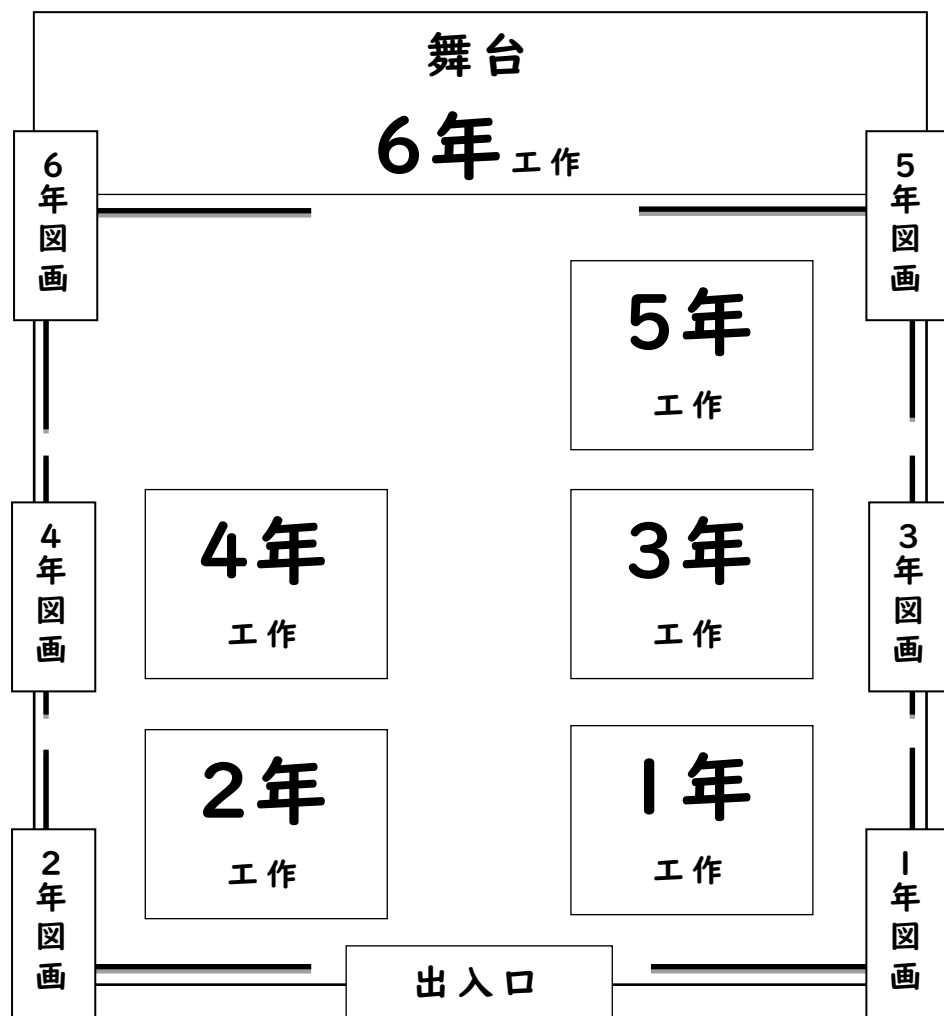 舞台
6年工作
6年図画
5年図画
5年
工作
4年図画
4年
工作
3年
工作
3年図画
2年
工作
1年
工作
2年図画
1年図画
出入口